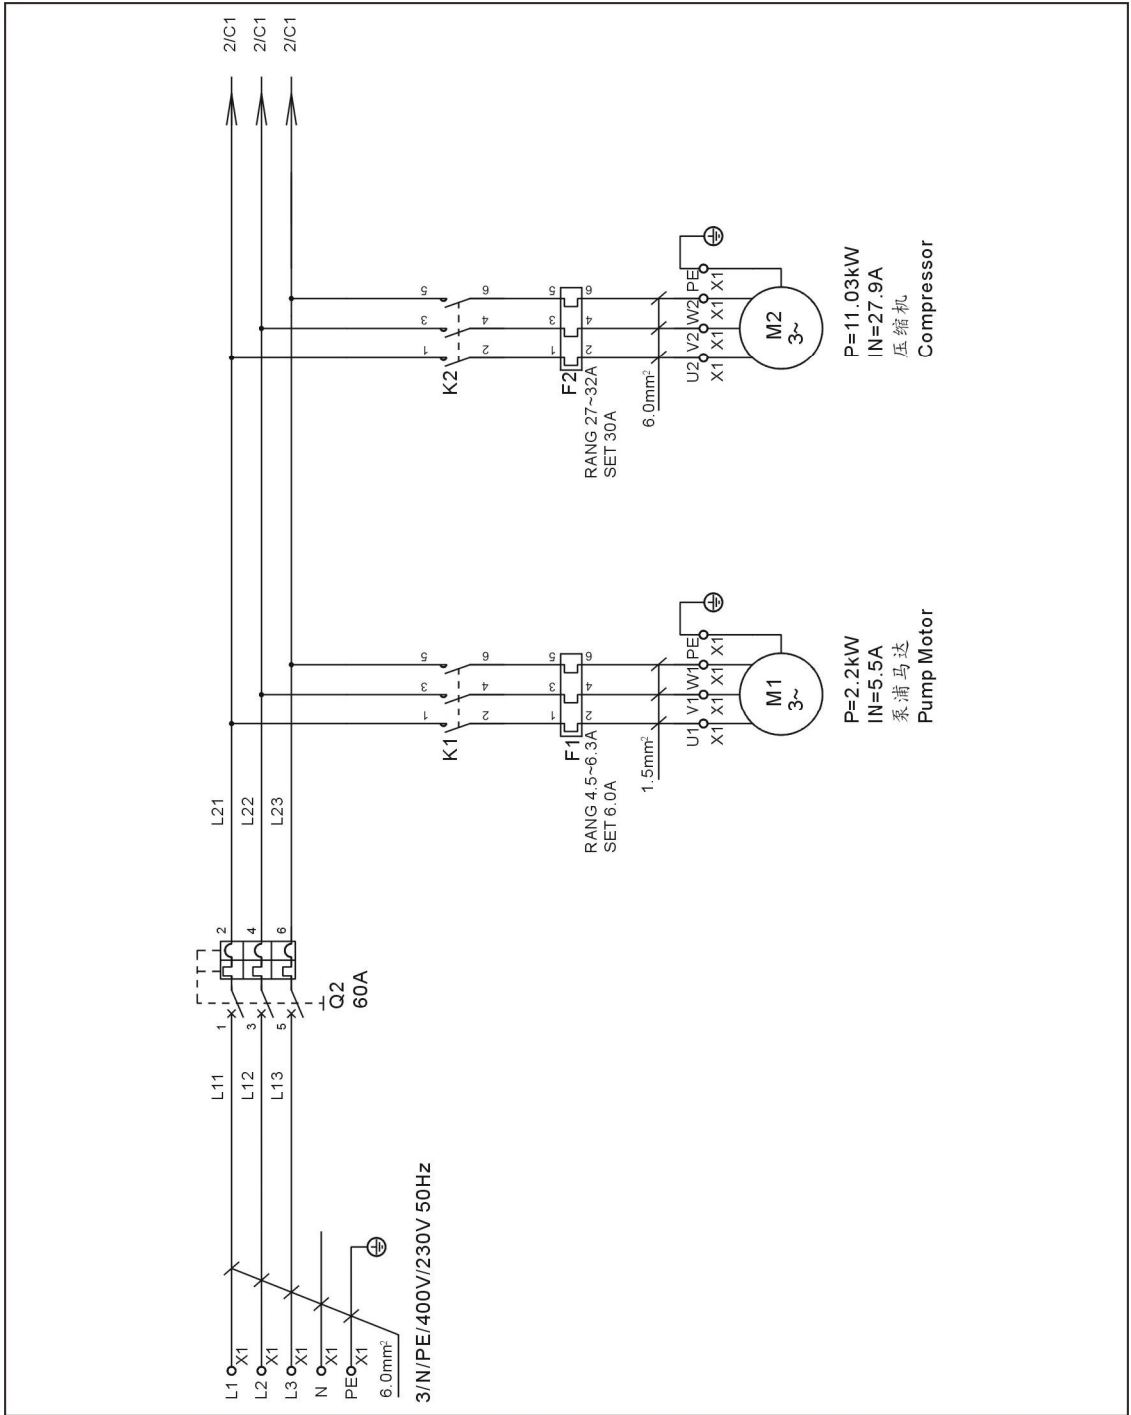 L1 X1
L2 X1
L3 X1
N X1
PE X1
6.0mm²
3/N/PE/400V/230V 50Hz
L11
L12
L13
1 2
3 4
5 6
Q2
60A
L21
L22
L23
2/C1
2/C1
2/C1
1 3 5
K1
2 4 6
1 3 5
F1
2 4 6
RANG 4.5~6.3A
SET 6.0A
1.5mm²
U1 V1 W1 PE
X1 X1 X1 X1
M1
3~
P=2.2kW
IN=5.5A
泵浦马达
Pump Motor
1 3 5
K2
2 4 6
1 3 5
F2
2 4 6
RANG 27~32A
SET 30A
6.0mm²
U2 V2 W2 PE
X1 X1 X1 X1
M2
3~
P=11.03kW
IN=27.9A
压缩机
Compressor